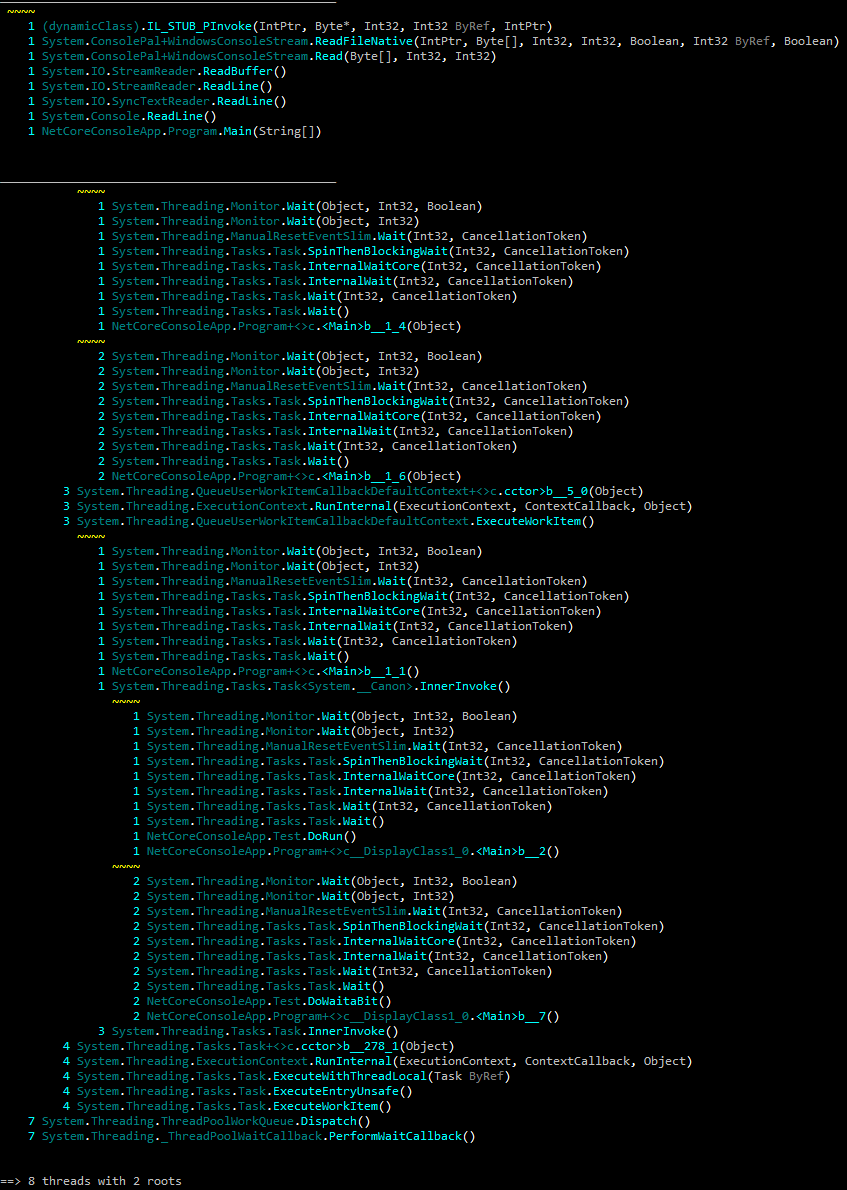 ~~~~
1 (dynamicClass).IL_STUB_PInvoke(IntPtr, Byte*, Int32, Int32 ByRef, IntPtr)
1 System.ConsolePal+WindowsConsoleStream.ReadFileNative(IntPtr, Byte[], Int32, Int32, Boolean, Int32 ByRef, Boolean)
1 System.ConsolePal+WindowsConsoleStream.Read(Byte[], Int32, Int32)
1 System.IO.StreamReader.ReadBuffer()
1 System.IO.StreamReader.ReadLine()
1 System.IO.SyncTextReader.ReadLine()
1 System.Console.ReadLine()
1 NetCoreConsoleApp.Program.Main(String[])
~~~~
1 System.Threading.Monitor.Wait(Object, Int32, Boolean)
1 System.Threading.Monitor.Wait(Object, Int32)
1 System.Threading.ManualResetEventSlim.Wait(Int32, CancellationToken)
1 System.Threading.Tasks.Task.SpinThenBlockingWait(Int32, CancellationToken)
1 System.Threading.Tasks.Task.InternalWaitCore(Int32, CancellationToken)
1 System.Threading.Tasks.Task.InternalWait(Int32, CancellationToken)
1 System.Threading.Tasks.Task.Wait(Int32, CancellationToken)
1 System.Threading.Tasks.Task.Wait()
1 NetCoreConsoleApp.Program+<>c.<Main>b__1_4(Object)
~~~~
2 System.Threading.Monitor.Wait(Object, Int32, Boolean)
2 System.Threading.Monitor.Wait(Object, Int32)
2 System.Threading.ManualResetEventSlim.Wait(Int32, CancellationToken)
2 System.Threading.Tasks.Task.SpinThenBlockingWait(Int32, CancellationToken)
2 System.Threading.Tasks.Task.InternalWaitCore(Int32, CancellationToken)
2 System.Threading.Tasks.Task.InternalWait(Int32, CancellationToken)
2 System.Threading.Tasks.Task.Wait(Int32, CancellationToken)
2 System.Threading.Tasks.Task.Wait()
2 NetCoreConsoleApp.Program+<>c.<Main>b__1_6(Object)
3 System.Threading.QueueUserWorkItemCallbackDefaultContext+<>c.cctor>b__5_0(Object)
3 System.Threading.ExecutionContext.RunInternal(ExecutionContext, ContextCallback, Object)
3 System.Threading.QueueUserWorkItemCallbackDefaultContext.ExecuteWorkItem()
~~~~
1 System.Threading.Monitor.Wait(Object, Int32, Boolean)
1 System.Threading.Monitor.Wait(Object, Int32)
1 System.Threading.ManualResetEventSlim.Wait(Int32, CancellationToken)
1 System.Threading.Tasks.Task.SpinThenBlockingWait(Int32, CancellationToken)
1 System.Threading.Tasks.Task.InternalWaitCore(Int32, CancellationToken)
1 System.Threading.Tasks.Task.InternalWait(Int32, CancellationToken)
1 System.Threading.Tasks.Task.Wait(Int32, CancellationToken)
1 System.Threading.Tasks.Task.Wait()
1 NetCoreConsoleApp.Program+<>c.<Main>b__1_1()
1 System.Threading.Tasks.Task<System.__Canon>.InnerInvoke()
~~~~
1 System.Threading.Monitor.Wait(Object, Int32, Boolean)
1 System.Threading.Monitor.Wait(Object, Int32)
1 System.Threading.ManualResetEventSlim.Wait(Int32, CancellationToken)
1 System.Threading.Tasks.Task.SpinThenBlockingWait(Int32, CancellationToken)
1 System.Threading.Tasks.Task.InternalWaitCore(Int32, CancellationToken)
1 System.Threading.Tasks.Task.InternalWait(Int32, CancellationToken)
1 System.Threading.Tasks.Task.Wait(Int32, CancellationToken)
1 System.Threading.Tasks.Task.Wait()
1 NetCoreConsoleApp.Test.DoRun()
1 NetCoreConsoleApp.Program+<>c__DisplayClass1_0.<Main>b__2()
~~~~
2 System.Threading.Monitor.Wait(Object, Int32, Boolean)
2 System.Threading.Monitor.Wait(Object, Int32)
2 System.Threading.ManualResetEventSlim.Wait(Int32, CancellationToken)
2 System.Threading.Tasks.Task.SpinThenBlockingWait(Int32, CancellationToken)
2 System.Threading.Tasks.Task.InternalWaitCore(Int32, CancellationToken)
2 System.Threading.Tasks.Task.InternalWait(Int32, CancellationToken)
2 System.Threading.Tasks.Task.Wait(Int32, CancellationToken)
2 System.Threading.Tasks.Task.Wait()
2 NetCoreConsoleApp.Test.DoWaitaBit()
2 NetCoreConsoleApp.Program+<>c__DisplayClass1_0.<Main>b__7()
3 System.Threading.Tasks.Task.InnerInvoke()
4 System.Threading.Tasks.Task+<>c.cctor>b__278_1(Object)
4 System.Threading.ExecutionContext.RunInternal(ExecutionContext, ContextCallback, Object)
4 System.Threading.Tasks.Task.ExecuteWithThreadLocal(Task ByRef)
4 System.Threading.Tasks.Task.ExecuteEntryUnsafe()
4 System.Threading.Tasks.Task.ExecuteWorkItem()
7 System.Threading.ThreadPoolWorkQueue.Dispatch()
7 System.Threading._ThreadPoolWaitCallback.PerformWaitCallback()
==> 8 threads with 2 roots